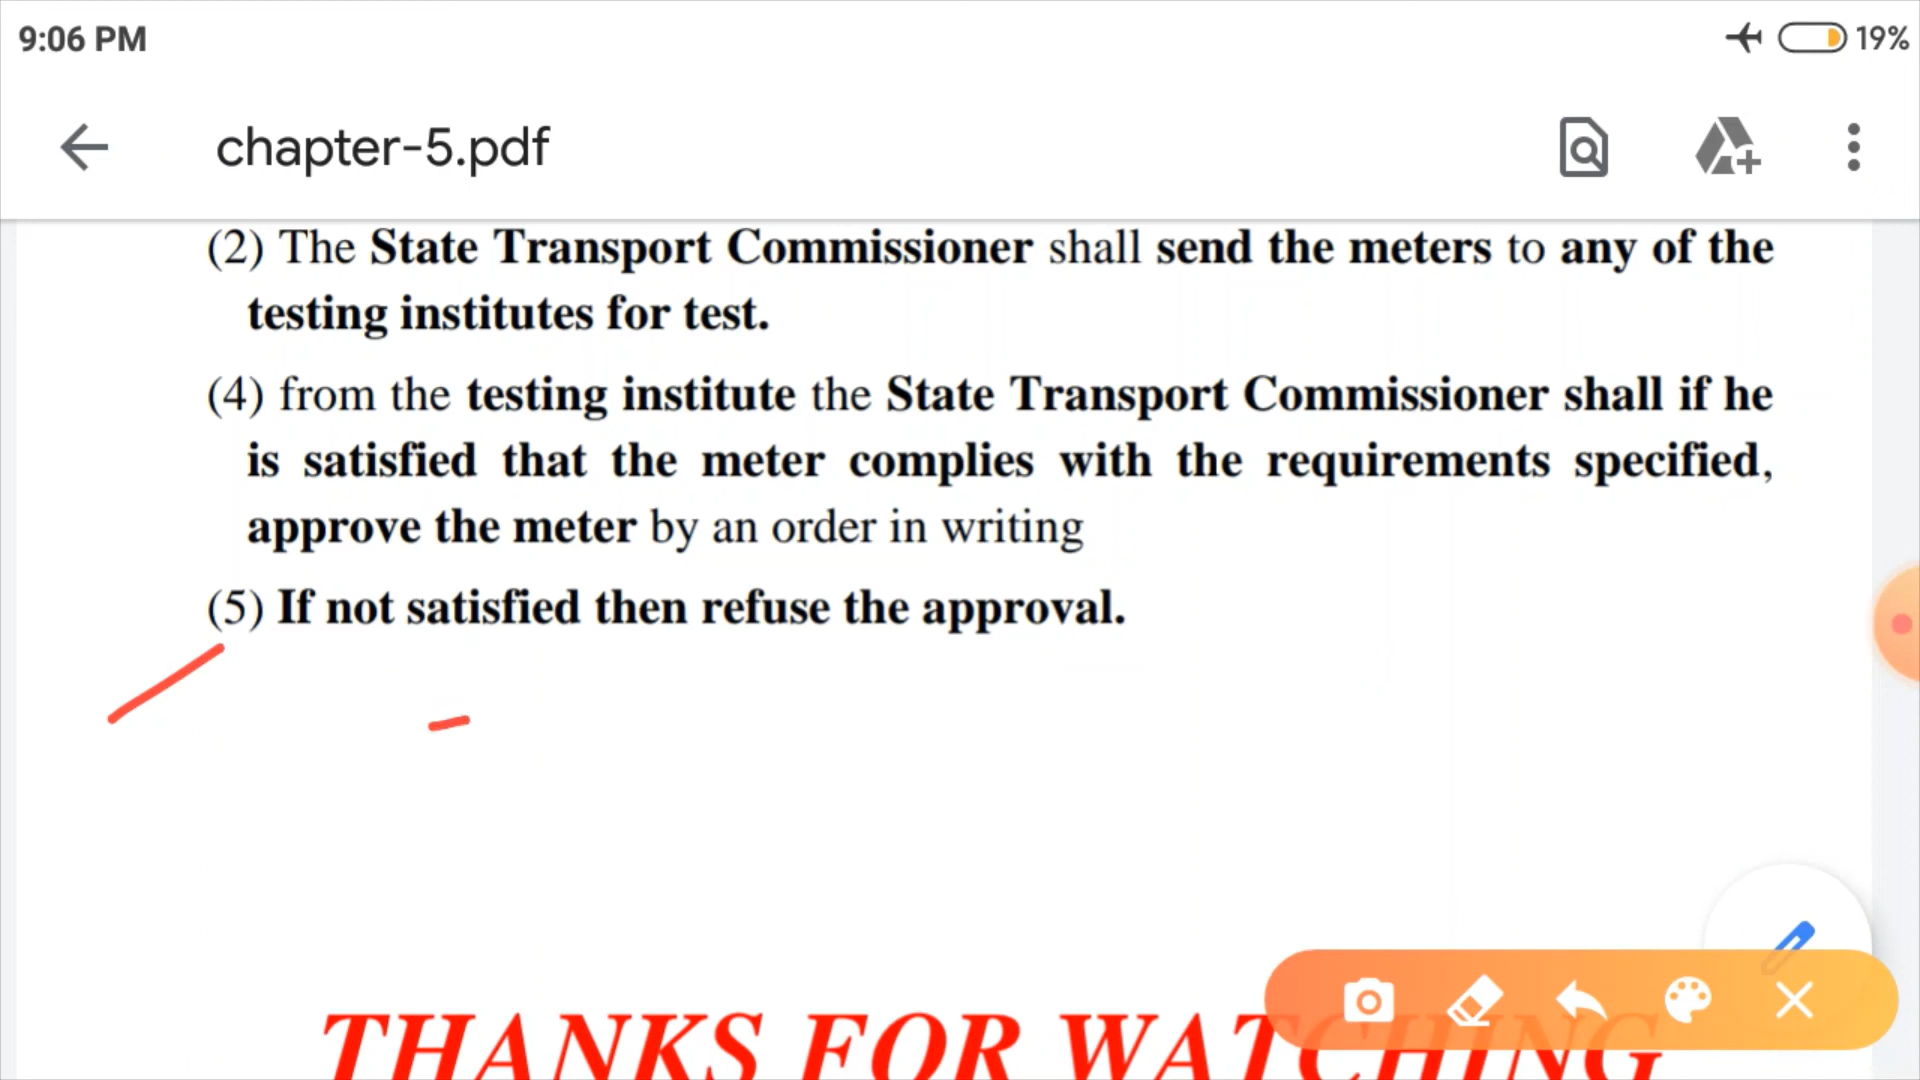 9:06 PM
19%
chapter-5.pdf
(2) The State Transport Commissioner shall send the meters to any of the
testing institutes for test.
(4) from the testing institute the State Transport Commissioner shall if he
is satisfied that the meter complies with the requirements specified,
approve the meter by an order in writing
(5) If not satisfied then refuse the approval.
THANKS FOR WATCHING